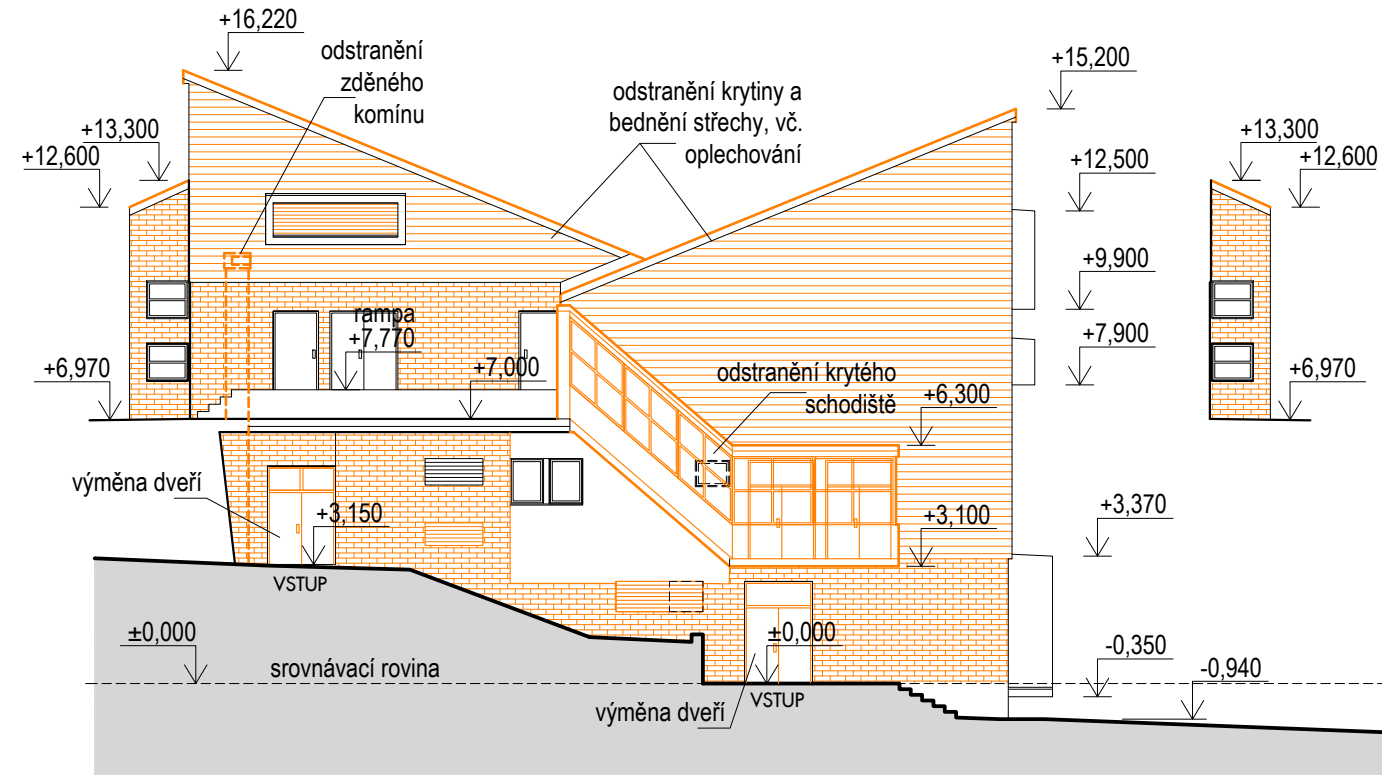 +16,220
odstranění
zděného
komínu
+13,300
+12,600
odstranění krytiny a
bednění střechy, vč.
oplechování
+15,200
+12,500
+9,900
+7,900
+13,300
+12,600
+6,970
+6,970
rampa
+7,770
+7,000
odstranění krytého
schodiště
+6,300
výměna dveří
+3,150
VSTUP
+3,100
+3,370
±0,000
srovnávací rovina
±0,000
VSTUP
výměna dveří
-0,350
-0,940